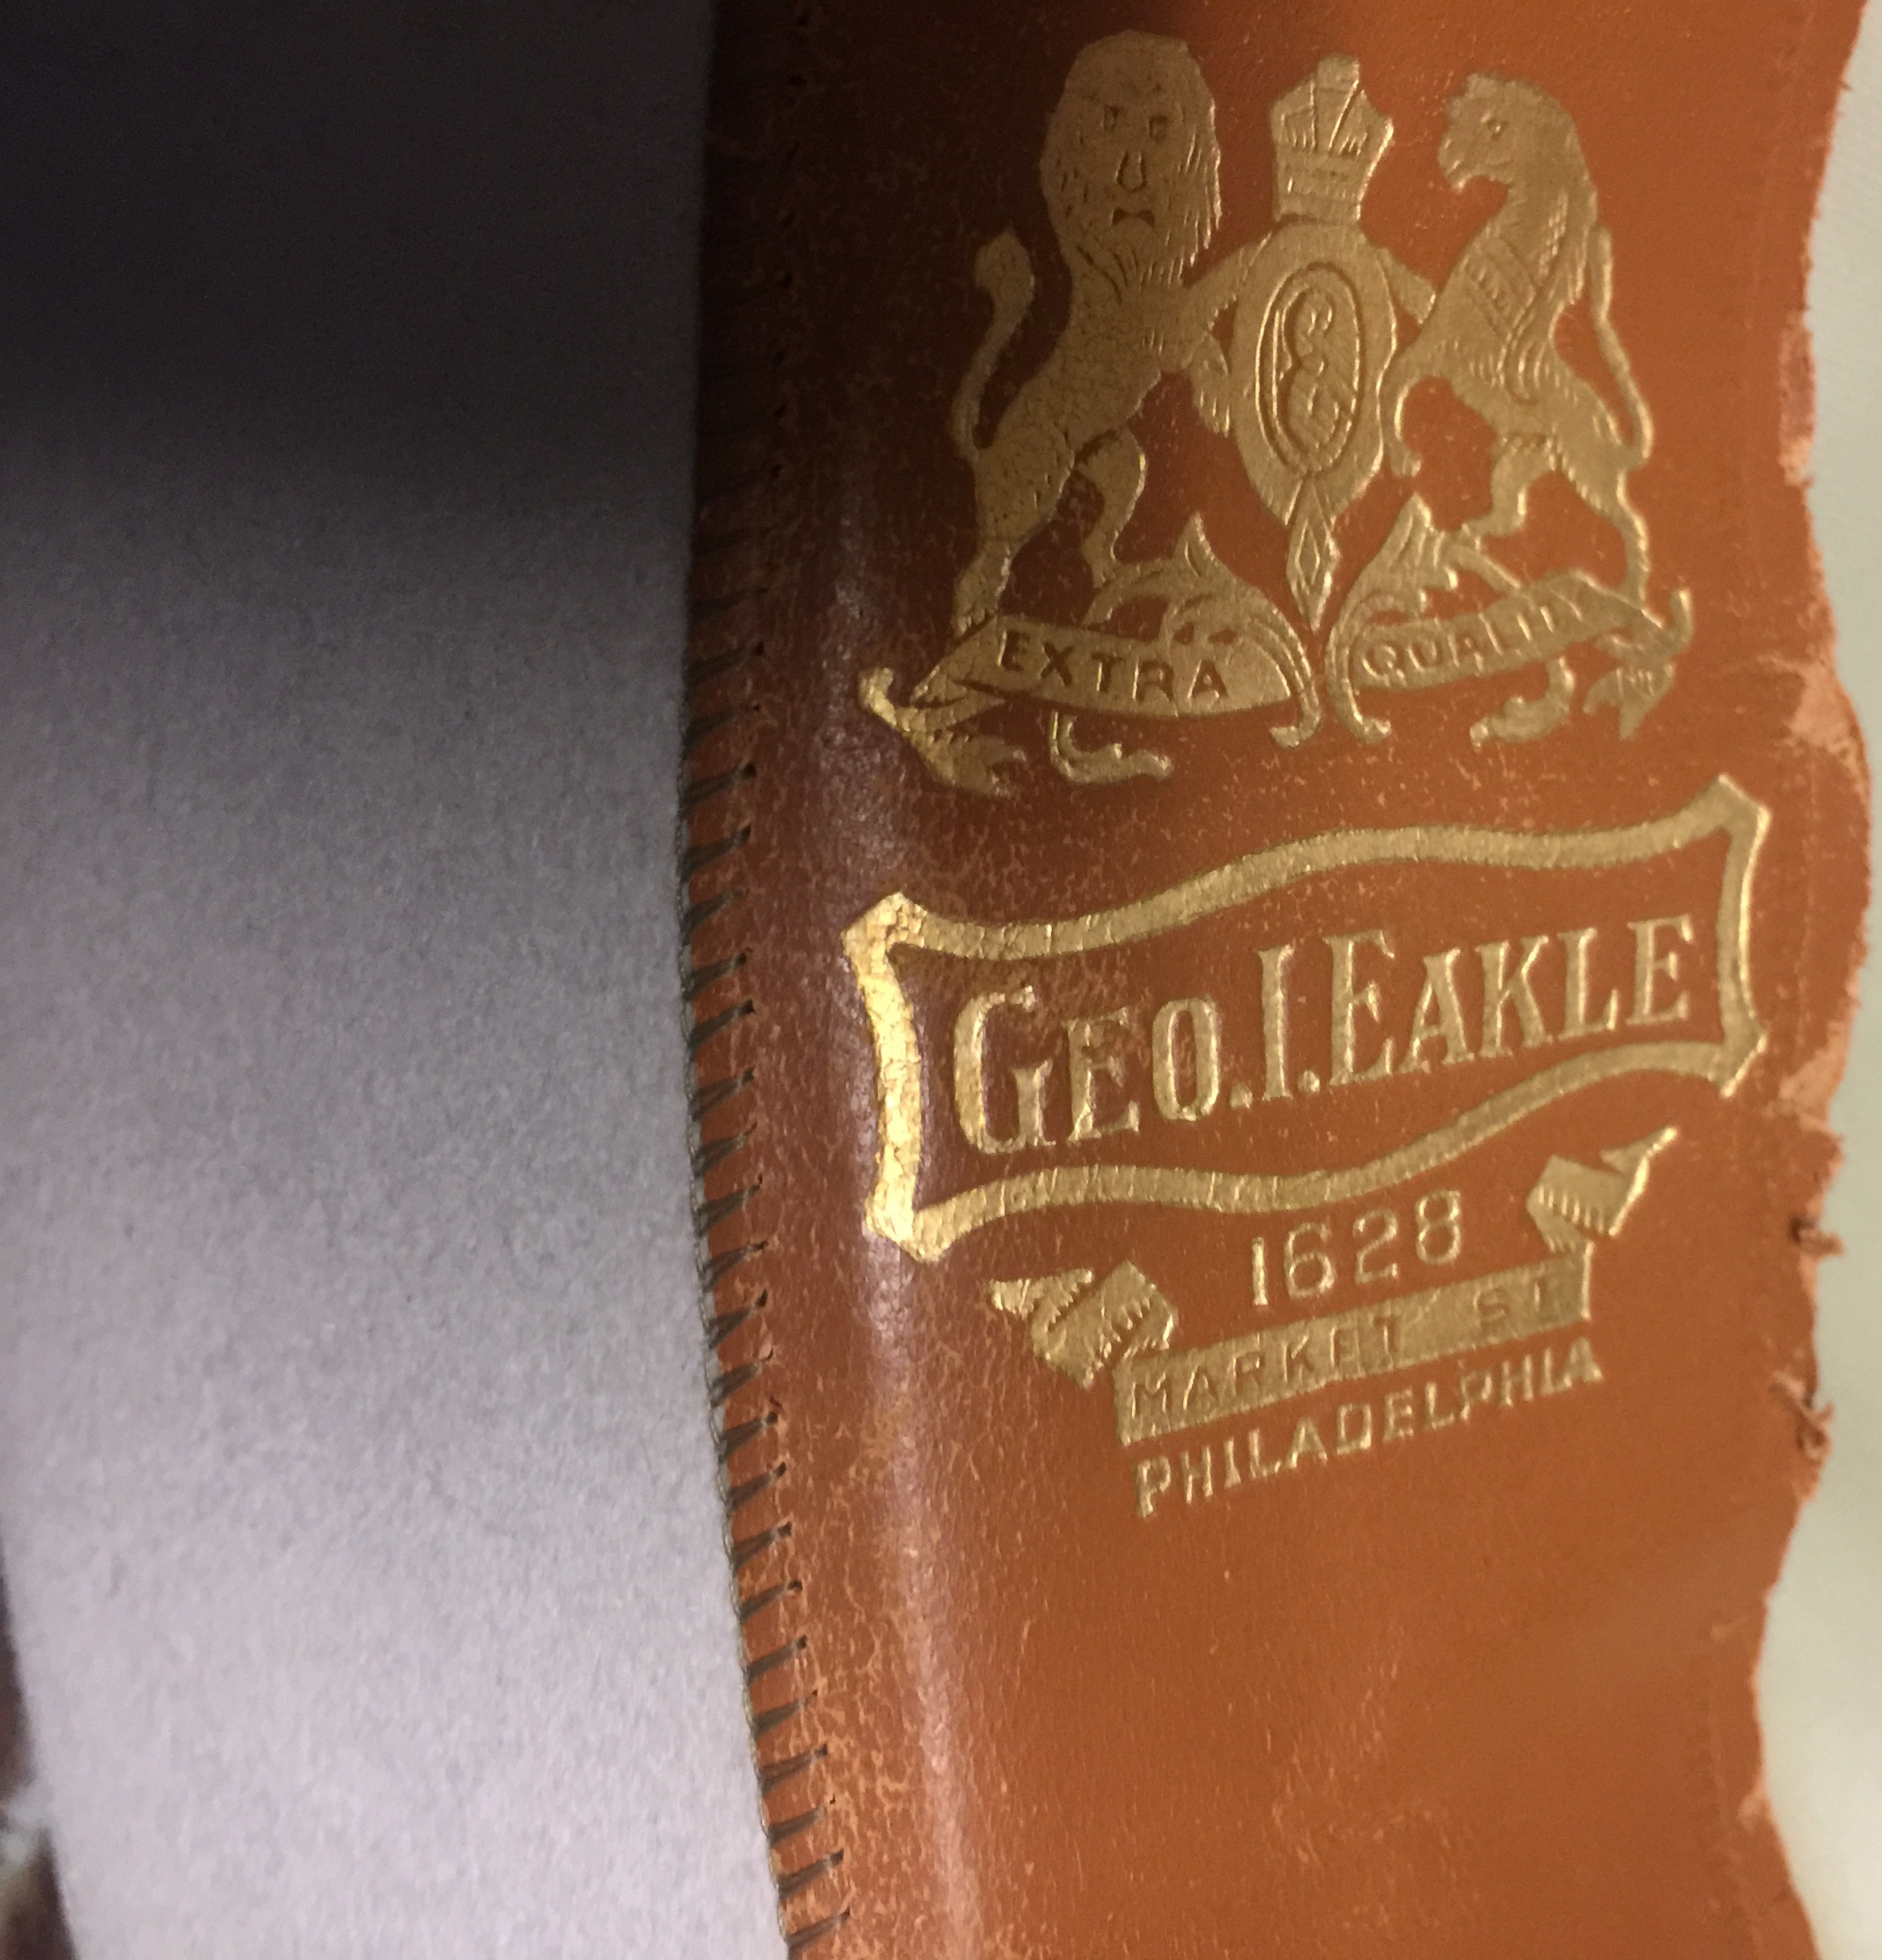 EXTRA QUALITY
GEO. I. EAKLE
1628
MARKET ST
PHILADELPHIA